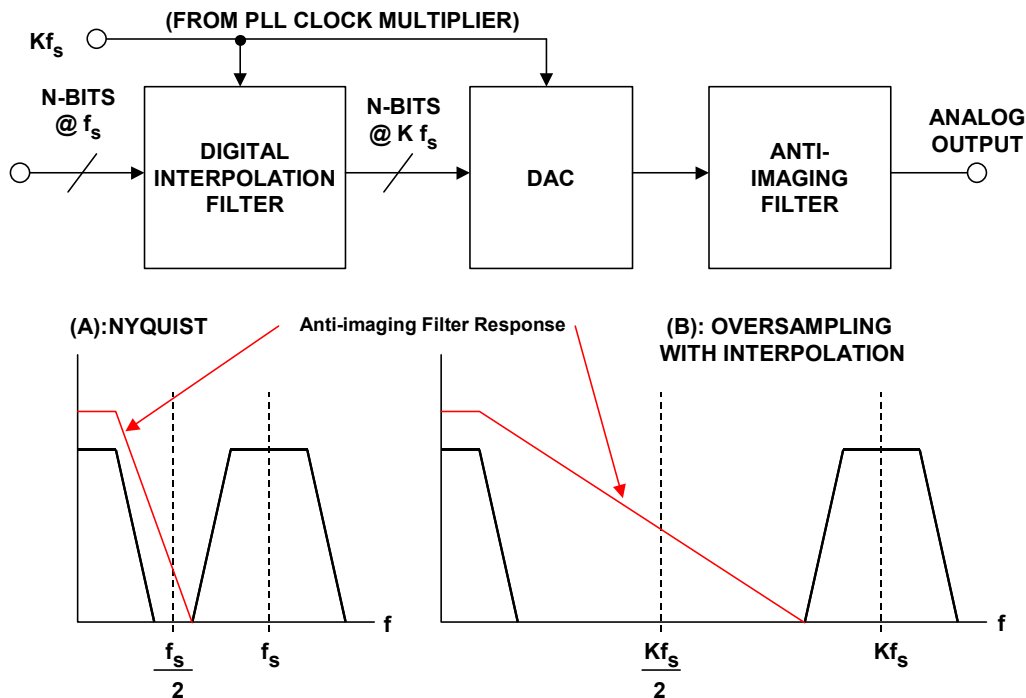 (FROM PLL CLOCK MULTIPLIER)
Kfs
N-BITS
@ fs
DIGITAL
INTERPOLATION
FILTER
N-BITS
@ K fs
DAC
ANTI-
IMAGING
FILTER
ANALOG
OUTPUT
(A):NYQUIST
Anti-imaging Filter Response
(B): OVERSAMPLING
WITH INTERPOLATION
fs
2
fs
f
Kfs
2
Kfs
f